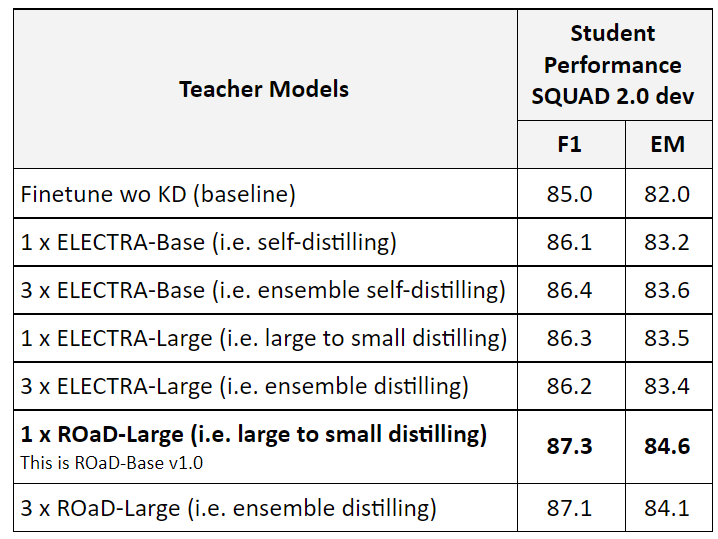 Teacher Models
Student
Performance
SQUAD 2.0 dev
F1 EM
Finetune wo KD (baseline) 85.0 82.0
1 x ELECTRA-Base (i.e. self-distilling) 86.1 83.2
3 x ELECTRA-Base (i.e. ensemble self-distilling) 86.4 83.6
1 x ELECTRA-Large (i.e. large to small distilling) 86.3 83.5
3 x ELECTRA-Large (i.e. ensemble distilling) 86.2 83.4
1 x ROaD-Large (i.e. large to small distilling) 87.3 84.6
This is ROaD-Base v1.0
3 x ROaD-Large (i.e. ensemble distilling) 87.1 84.1